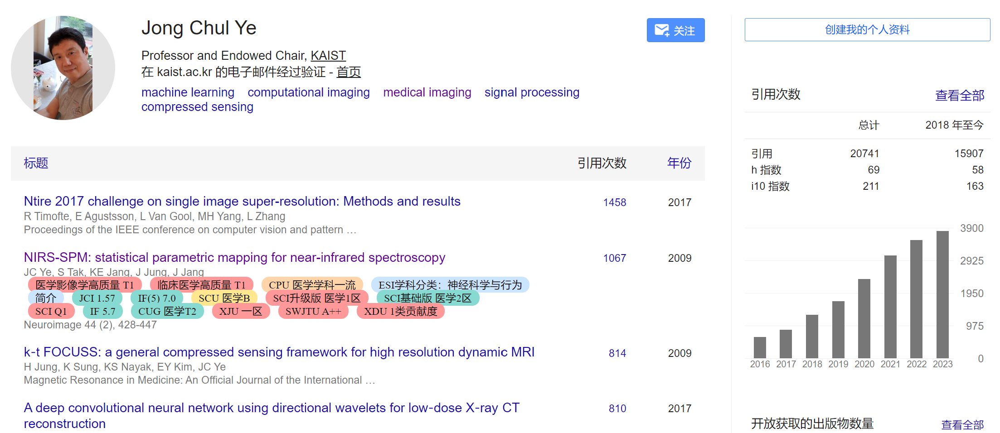 Jong Chul Ye
关注
Professor and Endowed Chair, KAIST
在 kaist.ac.kr 的电子邮件经过验证 - 首页
machine learning computational imaging medical imaging signal processing
compressed sensing
标题 引用次数 年份
Ntire 2017 challenge on single image super-resolution: Methods and results 1458 2017
R Timofte, E Agustsson, L Van Gool, MH Yang, L Zhang
Proceedings of the IEEE conference on computer vision and pattern …
NIRS-SPM: statistical parametric mapping for near-infrared spectroscopy 1067 2009
JC Ye, S Tak, KE Jang, J Jung, J Jang
医学影像学高质量 T1 临床医学高质量 T1 CPU 医学学科一流 ESI学科分类：神经科学与行为
简介 JCI 1.57 IF(5) 7.0 SCU 医学B SCI升级版 医学1区 SCI基础版 医学2区
SCI Q1 IF 5.7 CUG 医学T2 XJU 一区 SWJTU A++ XDU 1类贡献度
Neuroimage 44 (2), 428-447
k-t FOCUSS: a general compressed sensing framework for high resolution dynamic MRI 814 2009
H Jung, K Sung, KS Nayak, EY Kim, JC Ye
Magnetic Resonance in Medicine: An Official Journal of the International …
A deep convolutional neural network using directional wavelets for low-dose X-ray CT 810 2017
reconstruction
创建我的个人资料
引用次数 查看全部
总计 2018 年至今
引用 20741 15907
h 指数 69 58
i10 指数 211 163
3900
2925
1950
975
0
2016 2017 2018 2019 2020 2021 2022 2023
开放获取的出版物数量 查看全部